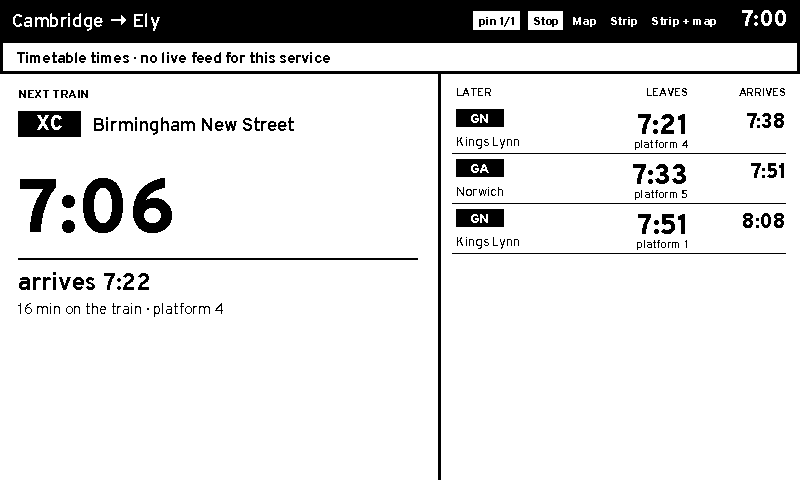 Cambridge → Ely
pin 1/1 Stop Map Strip Strip + map 7:00
Timetable times · no live feed for this service
NEXT TRAIN
XC Birmingham New Street
7:06
arrives 7:22
16 min on the train · platform 4
LATER LEAVES ARRIVES
GN 7:21 7:38
Kings Lynn platform 4
GA 7:33 7:51
Norwich platform 5
GN 7:51 8:08
Kings Lynn platform 1